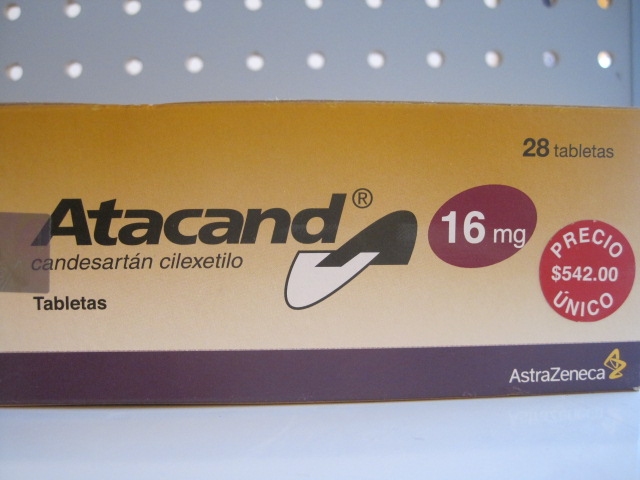 28 tabletas
Atacand®
16 mg
candesartán cilexetilo
Tabletas
PRECIO
$542.00
ÚNICO
AstraZeneca